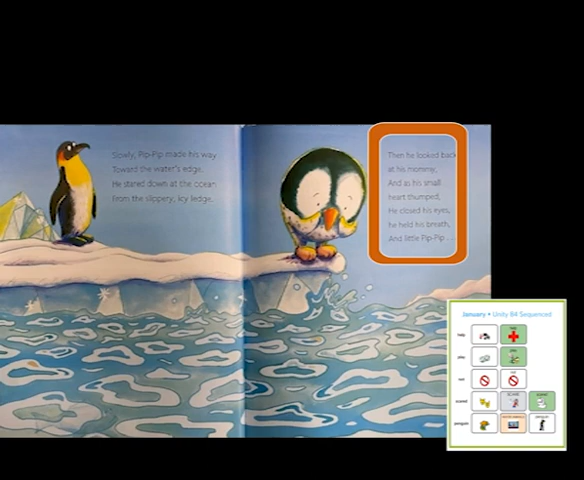 Slowly, Pip-Pip made his way
Toward the water's edge.
He stared down at the ocean
From the slippery, icy ledge.
Then he looked back
at his mommy,
And as his small
heart thumped,
He closed his eyes,
he held his breath,
And little Pip-Pip . . .
January • Unity 84 Sequenced
help
play
not
scared
penguin